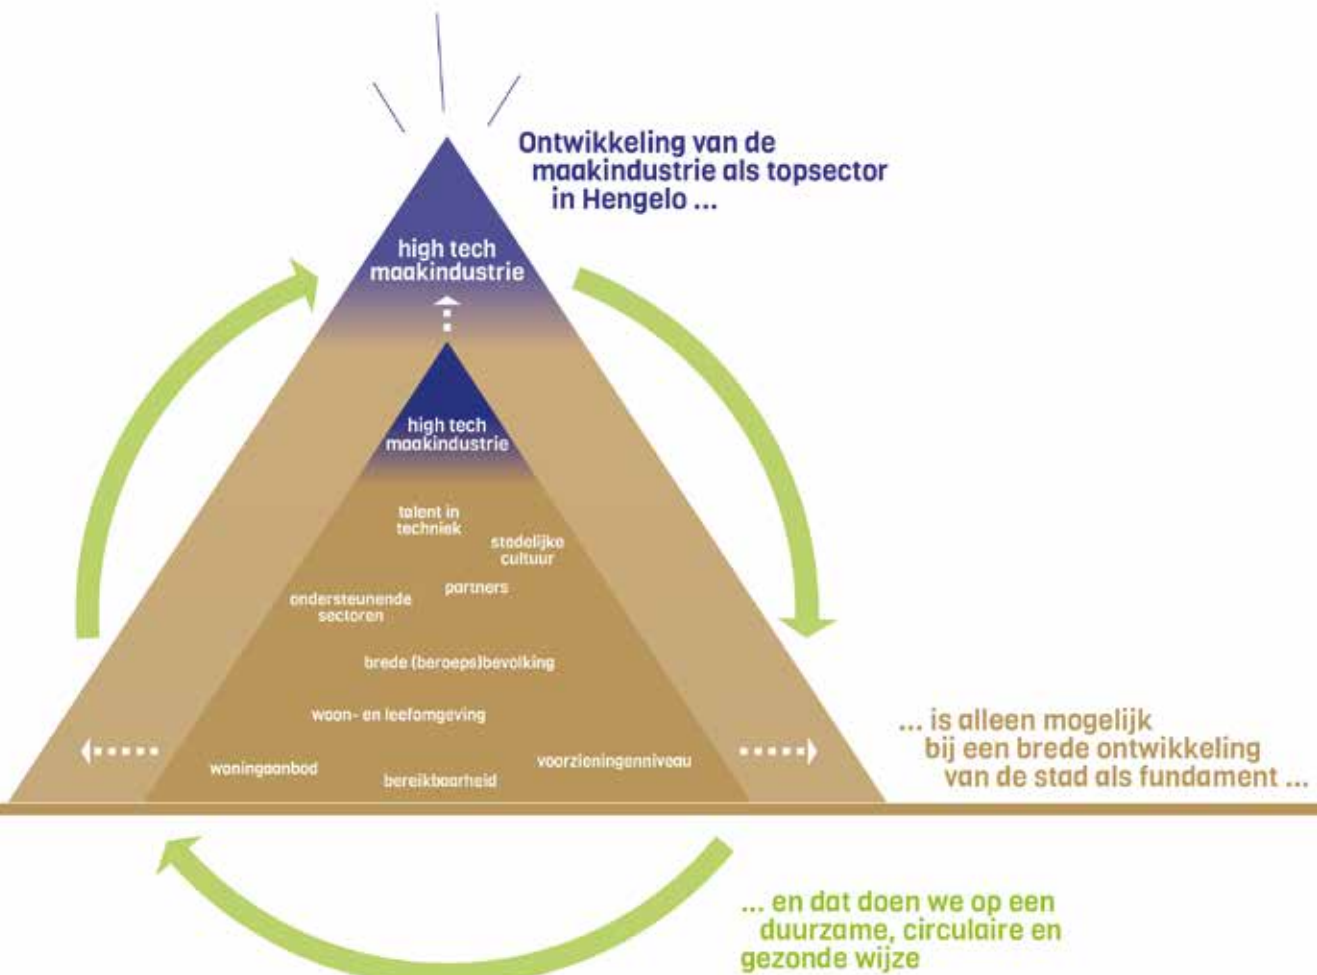 Ontwikkeling van de
maakindustrie als topsector
in Hengelo ...
high tech
maakindustrie
high tech
maakindustrie
talent in
techniek
stedelijke
cultuur
partners
ondersteunende
sectoren
brede (beroeps)bevolking
woon- en leefomgeving
woningaanbod
bereikbaarheid
voorzieningenniveau
... is alleen mogelijk
bij een brede ontwikkeling
van de stad als fundament ...
... en dat doen we op een
duurzame, circulaire en
gezonde wijze